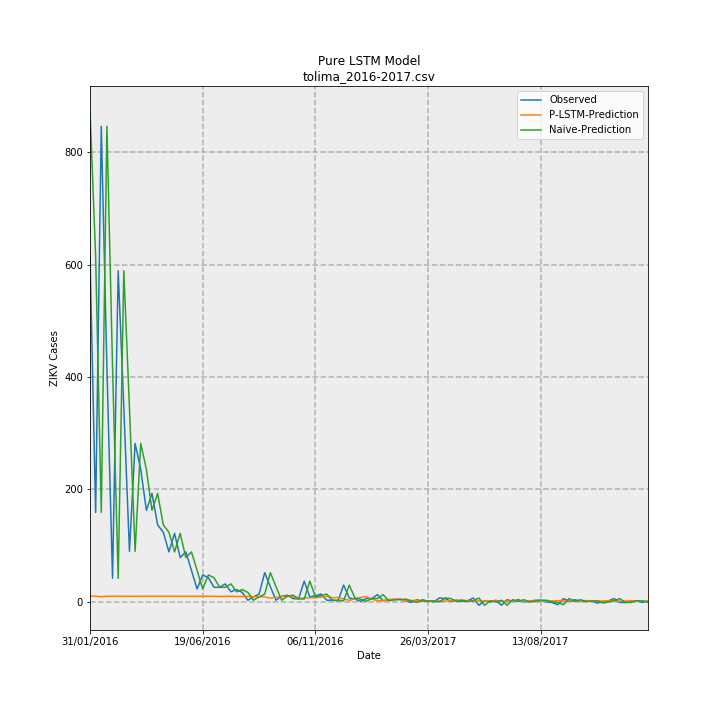 Pure LSTM Model
tolima_2016-2017.csv
Observed
P-LSTM-Prediction
Naive-Prediction
800
600
400
200
0
ZIKV Cases
31/01/2016
19/06/2016
06/11/2016
26/03/2017
13/08/2017
Date